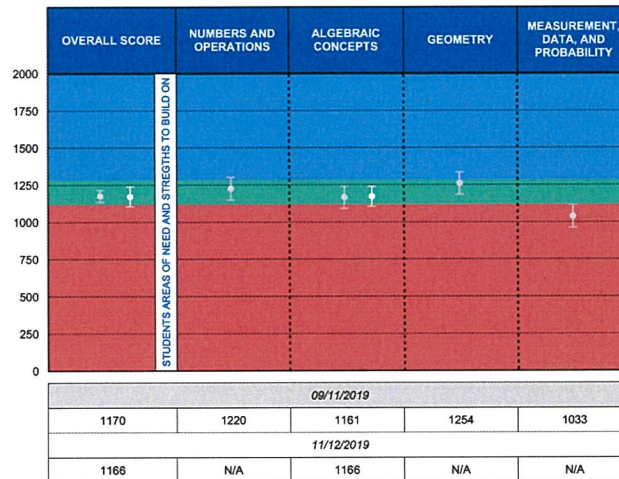 OVERALL SCORE
NUMBERS AND
OPERATIONS
ALGEBRAIC
CONCEPTS
GEOMETRY
MEASUREMENT,
DATA, AND
PROBABILITY
2000
1750
1500
1250
1000
750
500
250
0
STUDENTS AREAS OF NEED AND STREGTHS TO BUILD ON
09/11/2019
1170 1220 1161 1254 1033
11/12/2019
1166 N/A 1166 N/A N/A